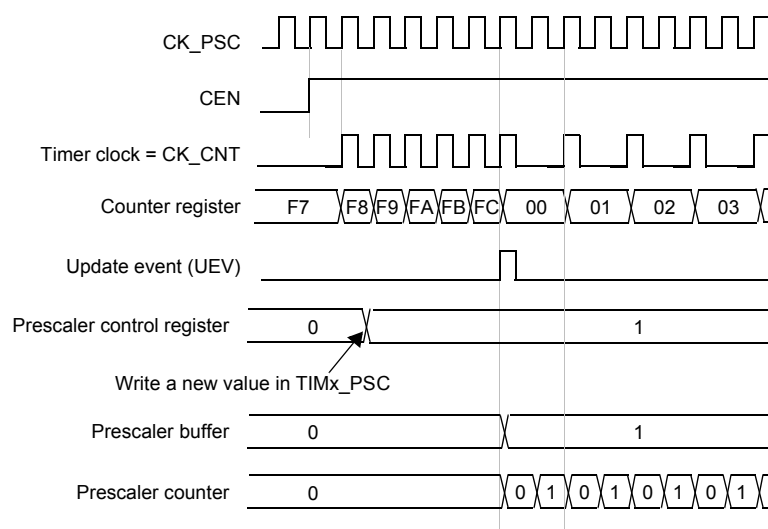 CK_PSC
CEN
Timer clock = CK_CNT
Counter register F7 F8 F9 FA FB FC 00 01 02 03
Update event (UEV)
Prescaler control register 0 1
Write a new value in TIMx_PSC
Prescaler buffer 0 1
Prescaler counter 0 0 1 0 1 0 1 0 1